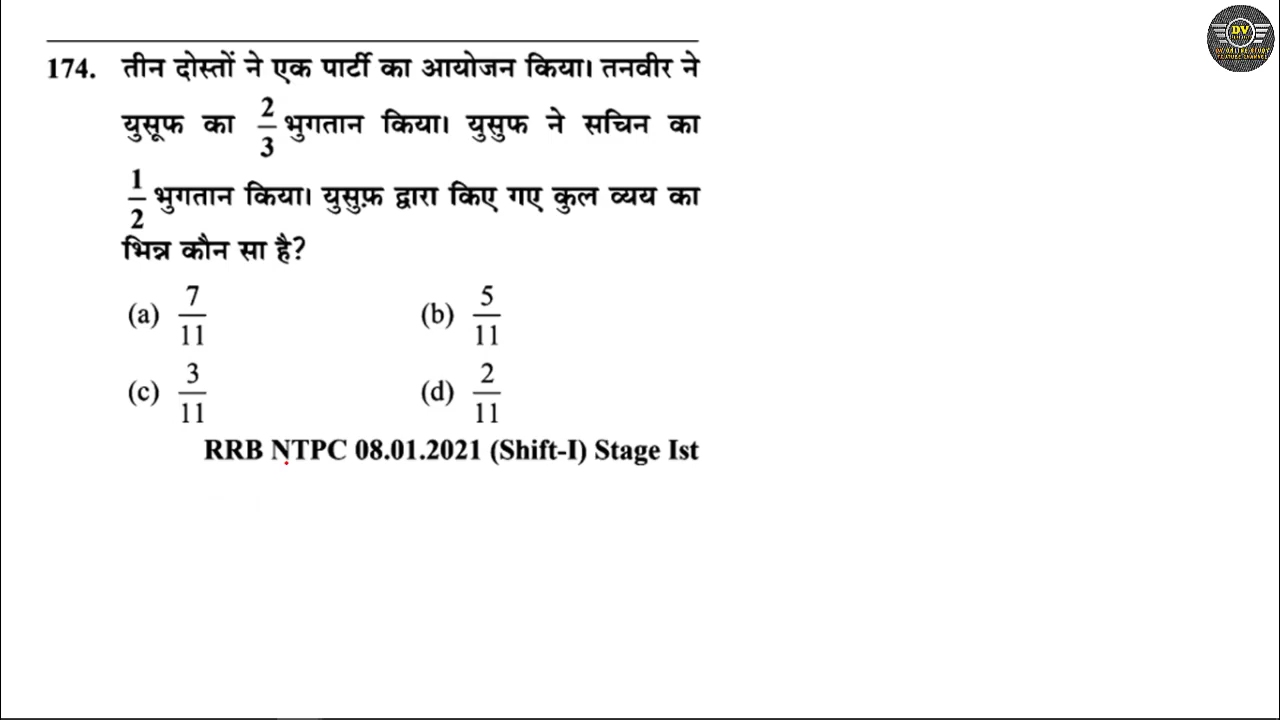 174. तीन दोस्तों ने एक पार्टी का आयोजन किया। तनवीर ने
युसूफ का 2/3 भुगतान किया। युसुफ ने सचिन का
1/2 भुगतान किया। युसुफ़ द्वारा किए गए कुल व्यय का
भिन्न कौन सा है?
(a) 7/11 (b) 5/11
(c) 3/11 (d) 2/11
RRB NTPC 08.01.2021 (Shift-I) Stage Ist
DV